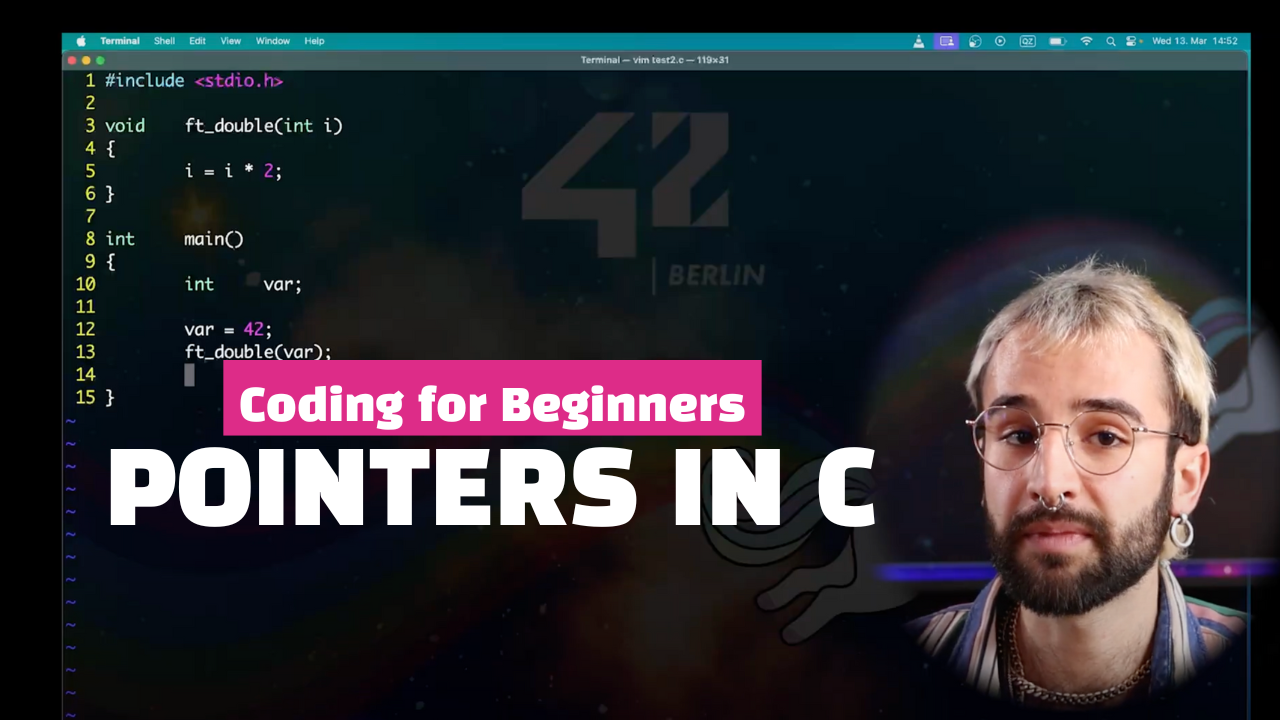 Terminal Shell Edit View Window Help QZ Wed 13. Mar 14:52
Terminal — vim test2.c — 119×31
1 #include <stdio.h>
2
3 void ft_double(int i)
4 {
5 i = i * 2;
6 }
7
8 int main()
9 {
10 int var;
11
12 var = 42;
13 ft_double(var);
14
15 }
~
~
~
~
~
~
~
~
~
~
~
~
~
~
42
BERLIN
Coding for Beginners
POINTERS IN C